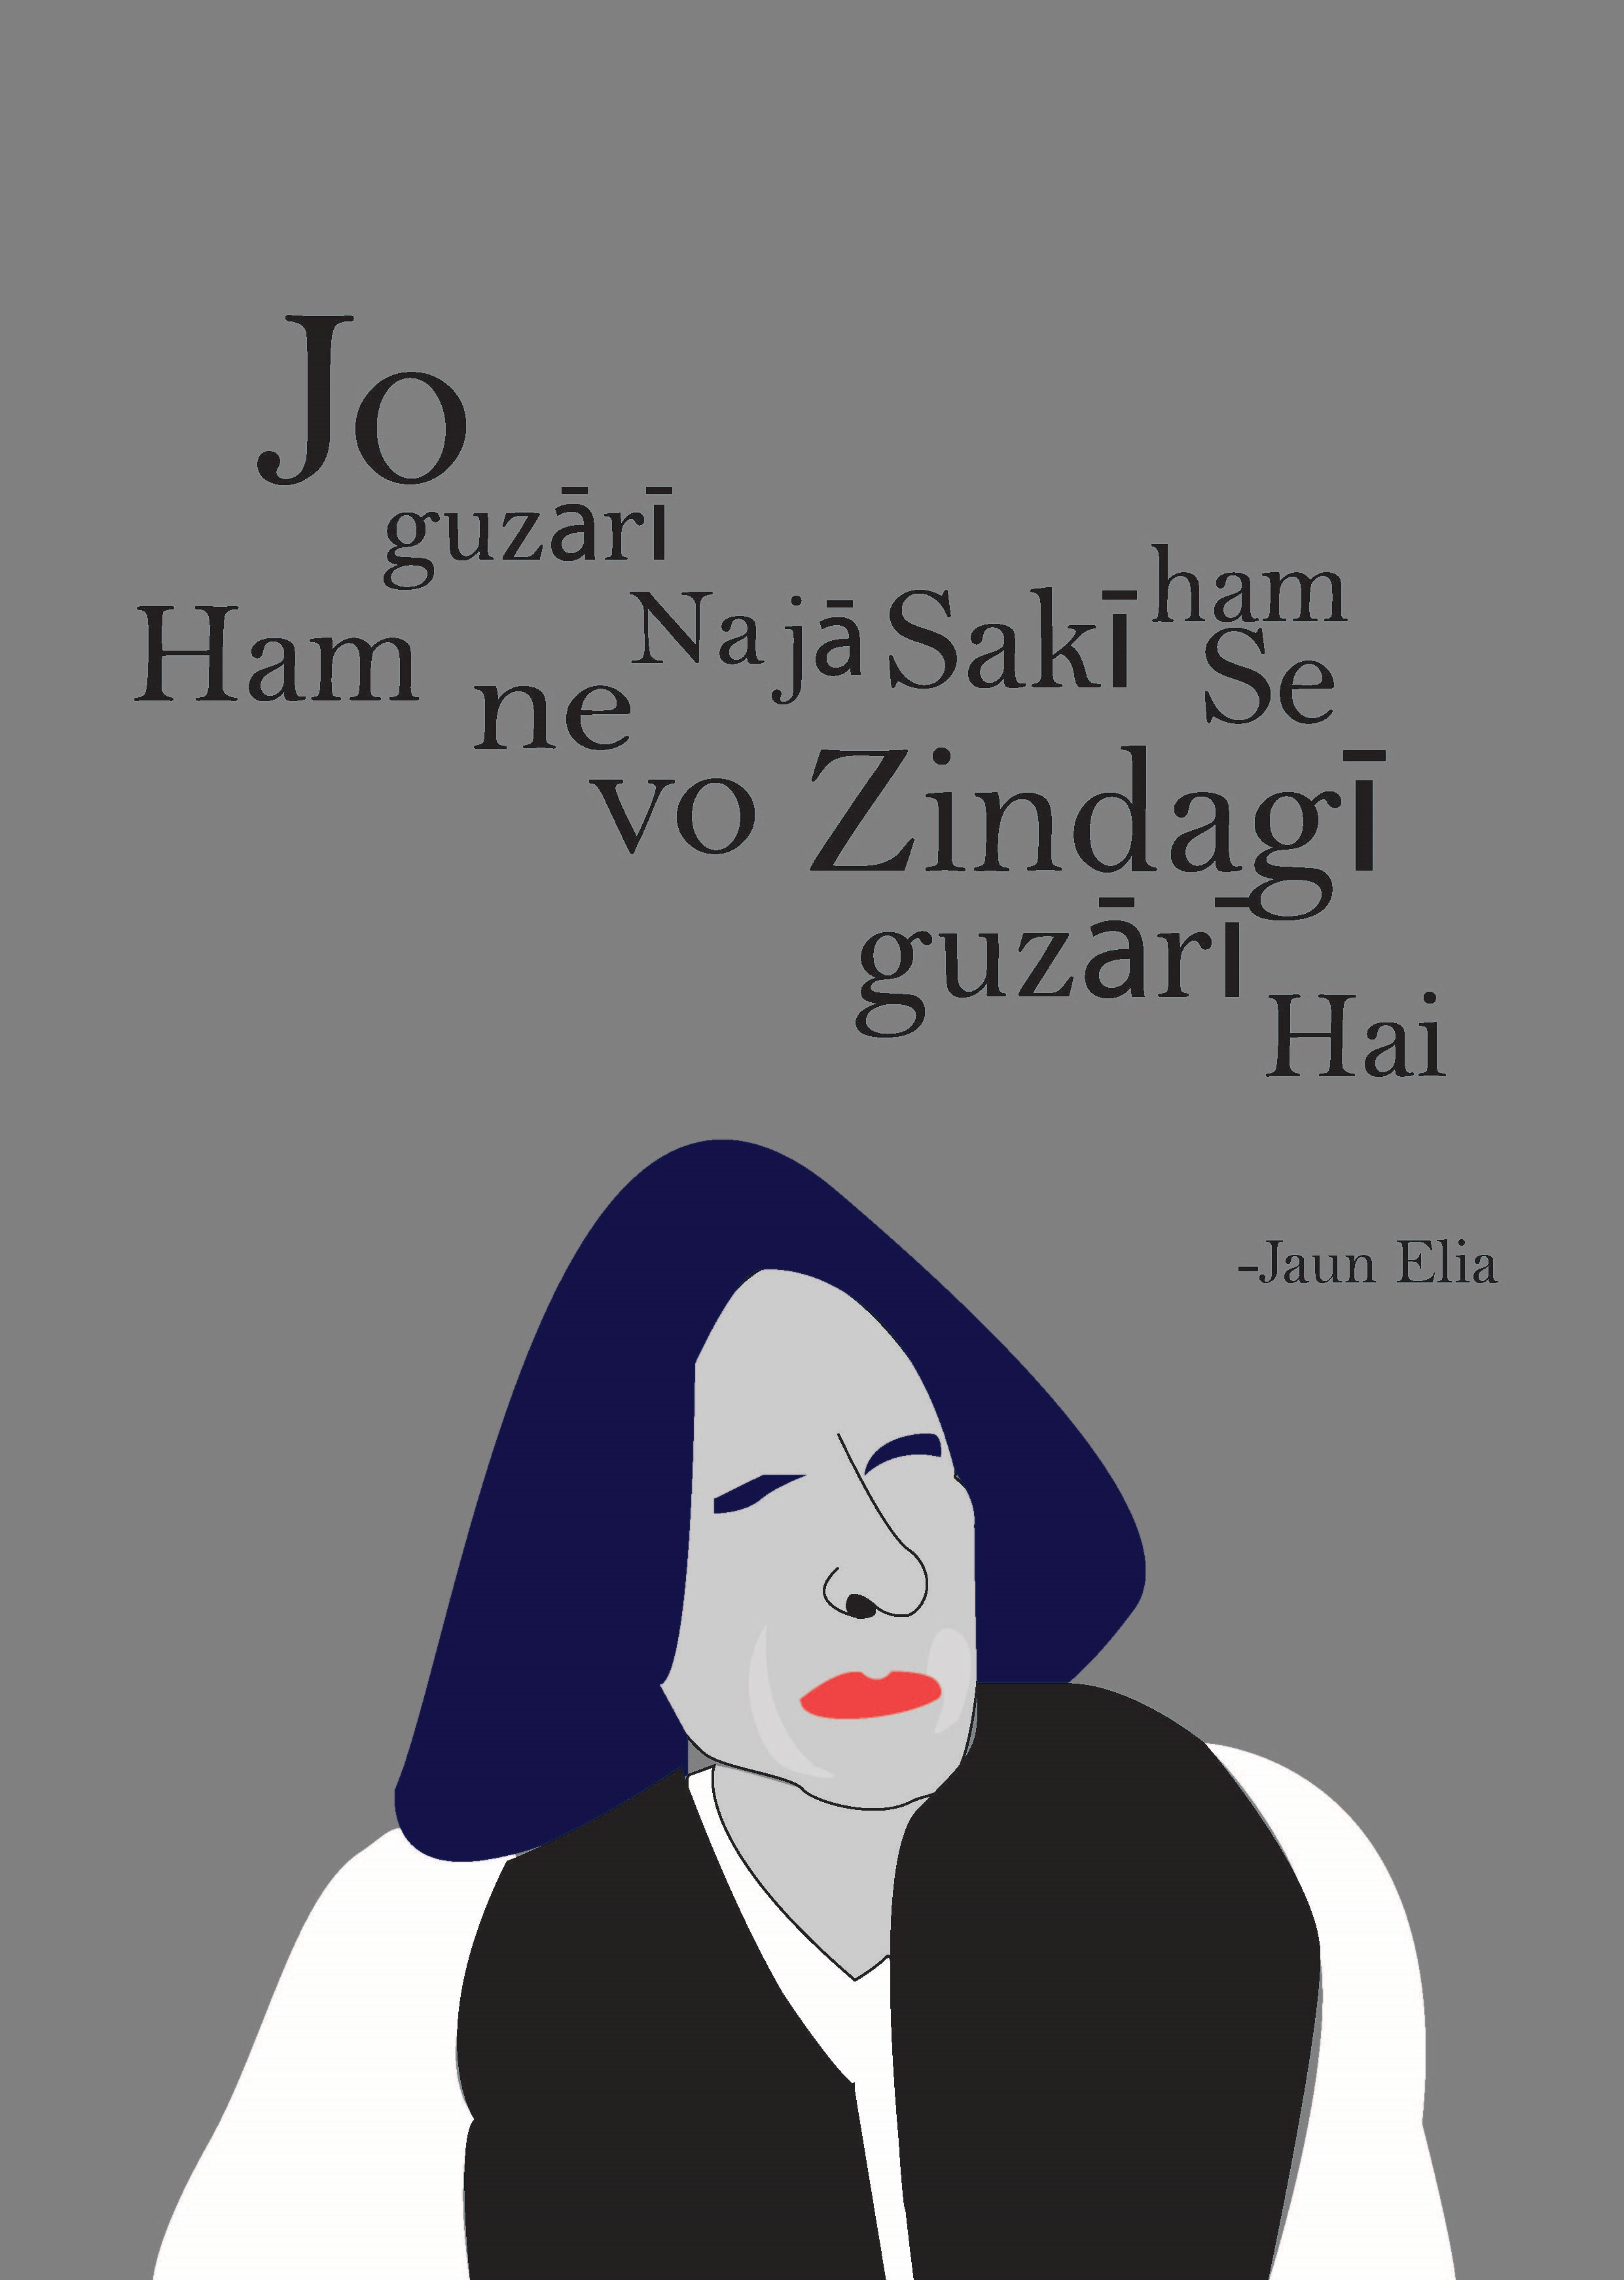 Jo
guzārī
Na jā Sakī ham
Se
Ham ne
vo Zindagī
guzārī
Hai
-Jaun Elia